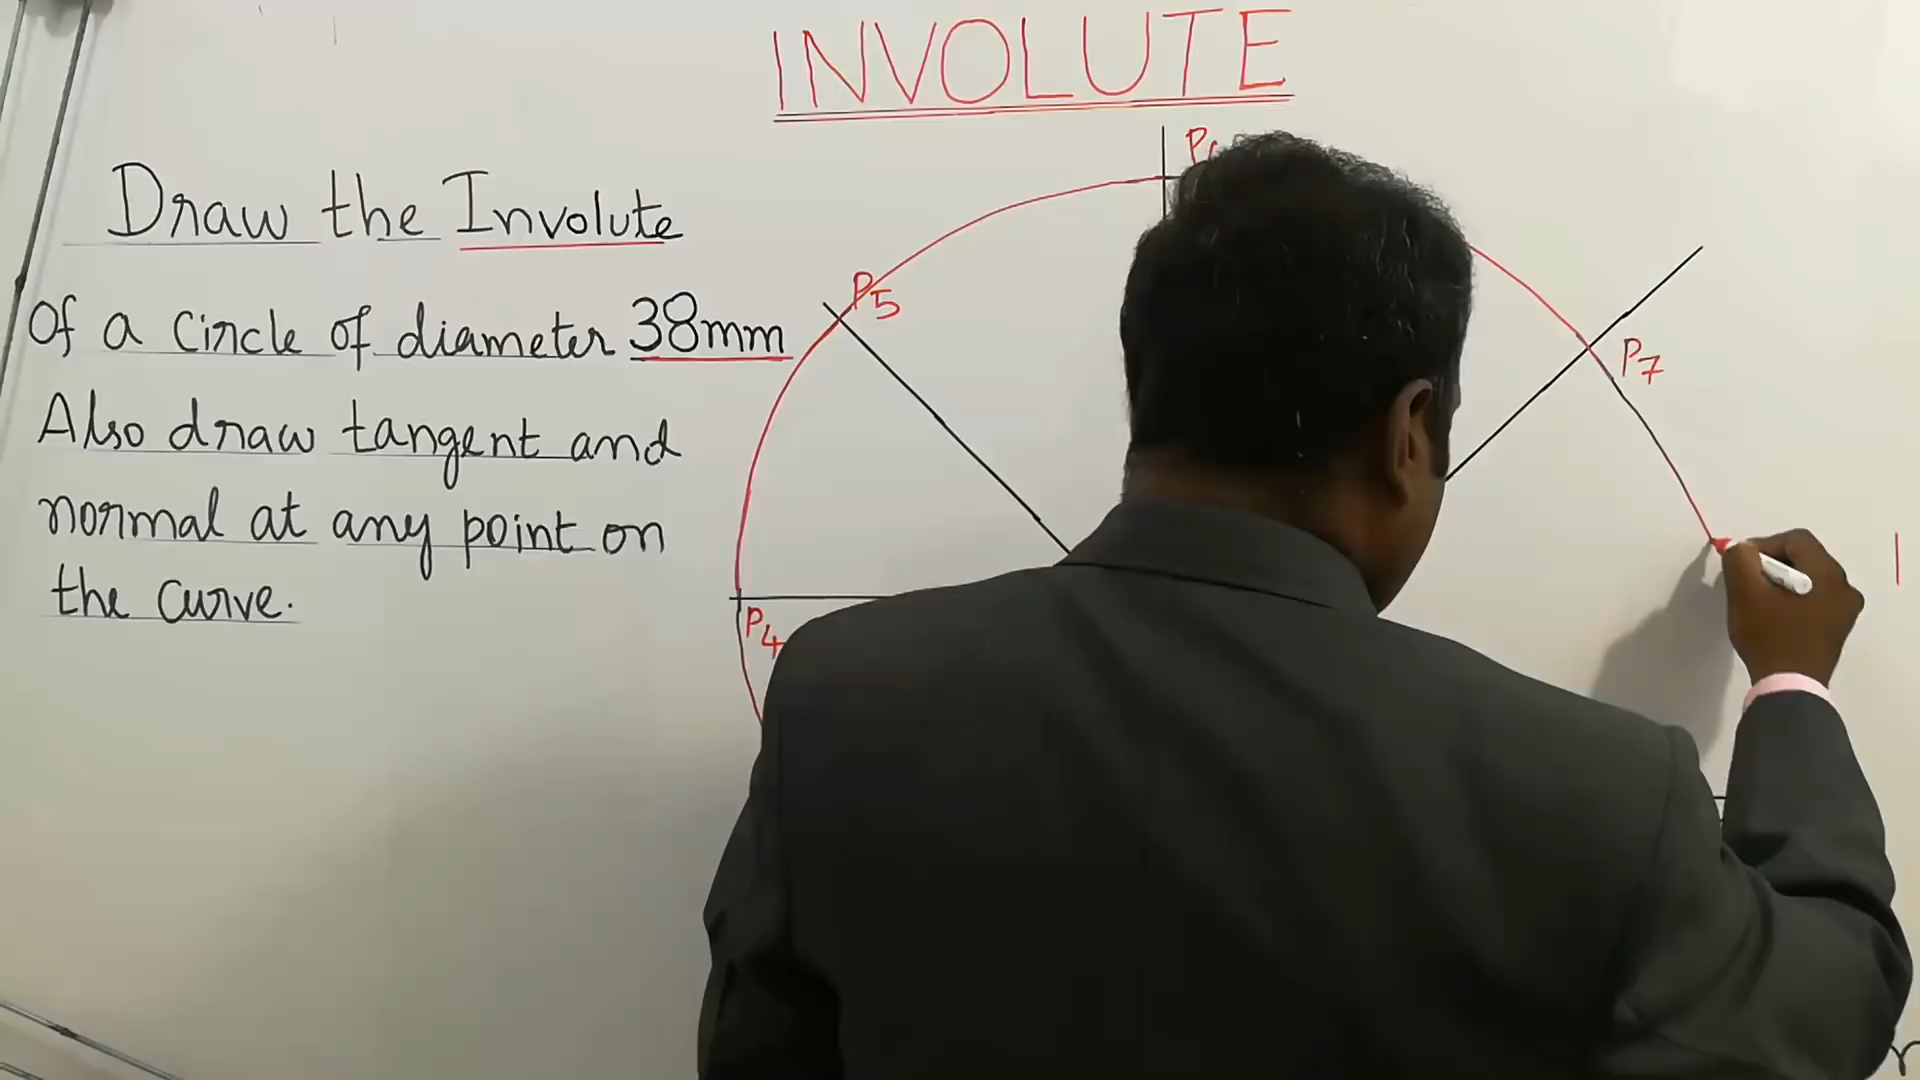 INVOLUTE
Draw the Involute
Of a circle of diameter 38mm
Also draw tangent and
normal at any point on
the curve.
P5
P7
P4